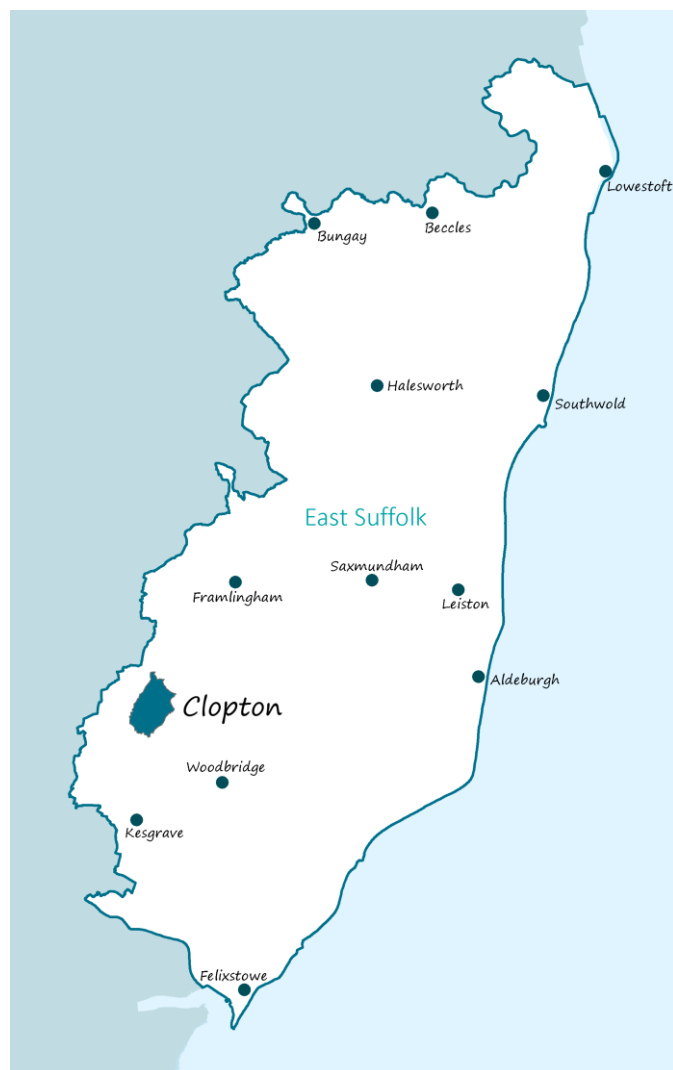 Lowestoft
Beccles
Bungay
Halesworth
Southwold
East Suffolk
Saxmundham
Framlingham
Leiston
Aldeburgh
Clopton
Woodbridge
Kesgrave
Felixstowe